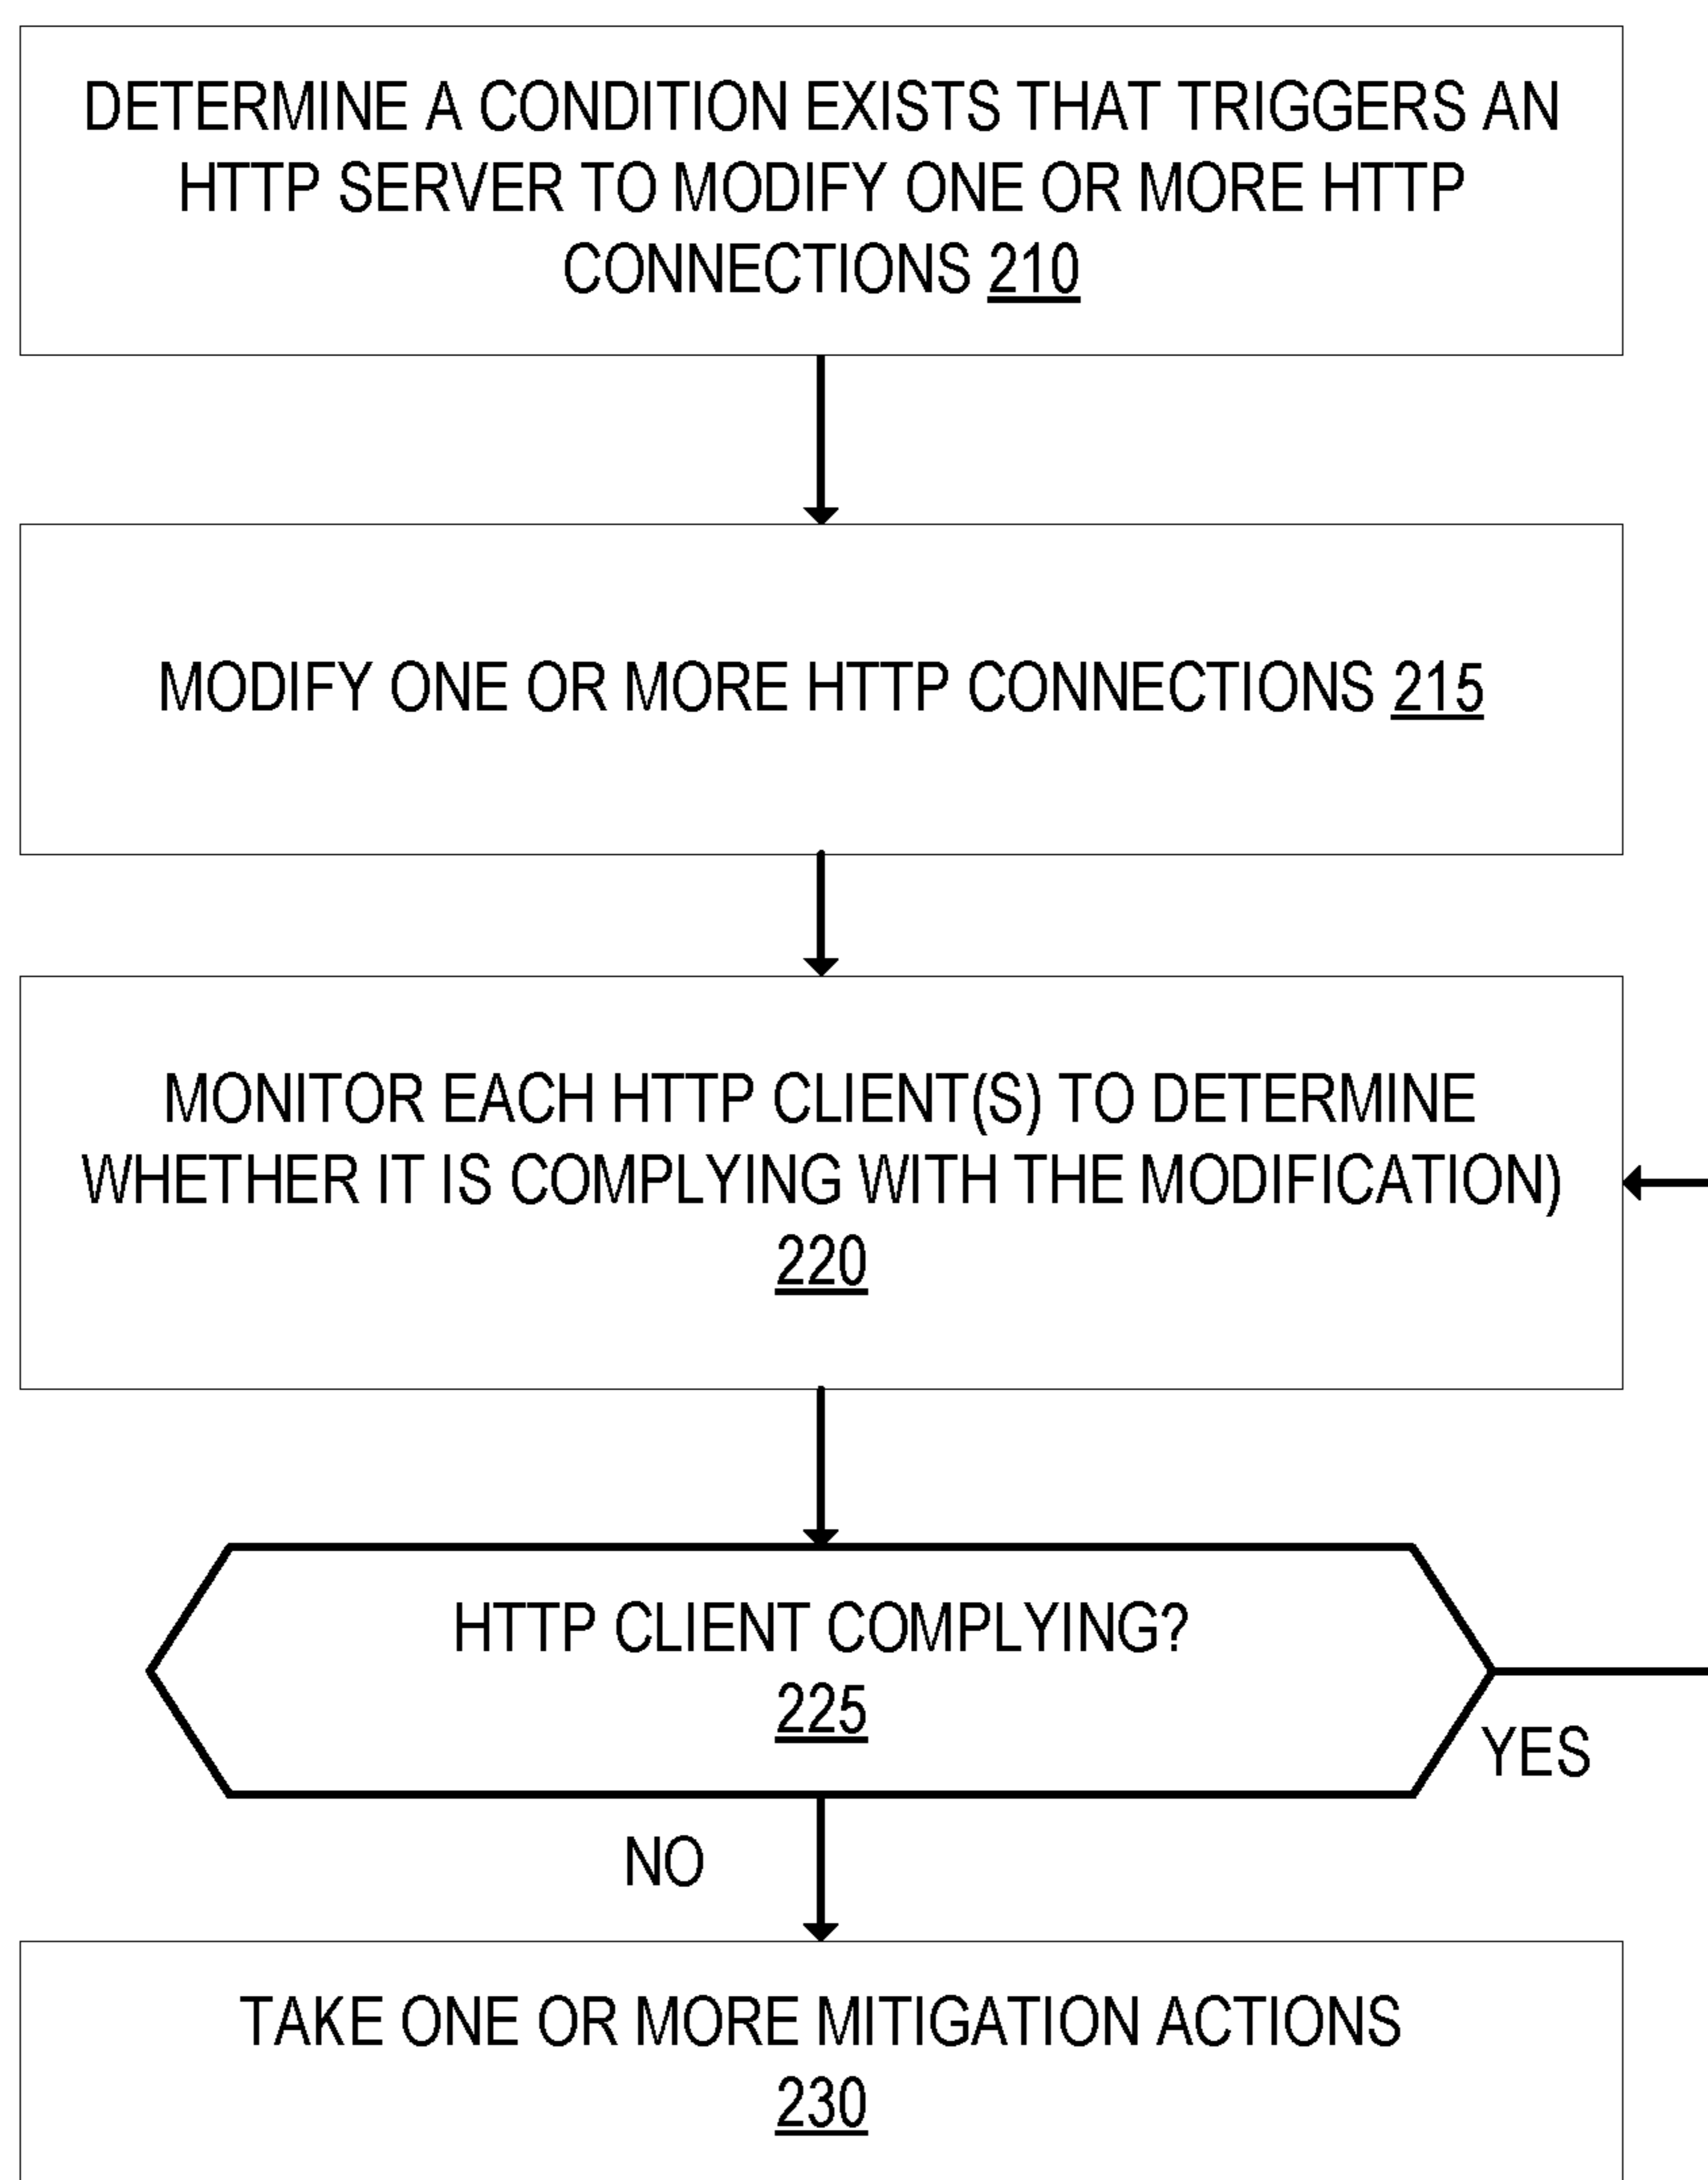 DETERMINE A CONDITION EXISTS THAT TRIGGERS AN
HTTP SERVER TO MODIFY ONE OR MORE HTTP
CONNECTIONS 210
MODIFY ONE OR MORE HTTP CONNECTIONS 215
MONITOR EACH HTTP CLIENT(S) TO DETERMINE
WHETHER IT IS COMPLYING WITH THE MODIFICATION)
220
HTTP CLIENT COMPLYING?
225
YES
NO
TAKE ONE OR MORE MITIGATION ACTIONS
230